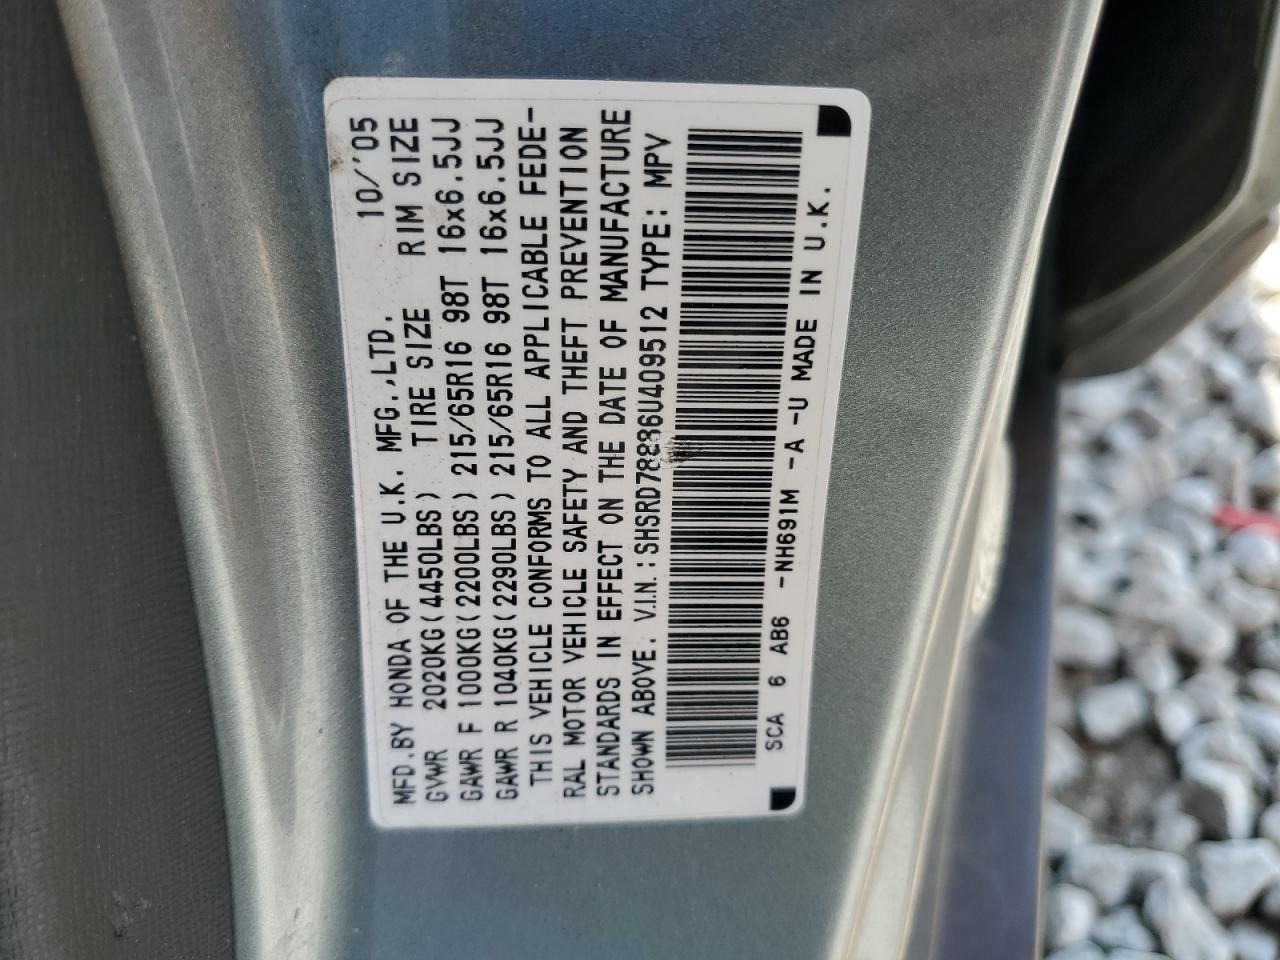 MFD.BY HONDA OF THE U.K. MFG.,LTD. 10/'05
GVWR 2020KG(4450LBS) TIRE SIZE RIM SIZE
GAWR F 1000KG(2200LBS) 215/65R16 98T 16x6.5JJ
GAWR R 1040KG(2290LBS) 215/65R16 98T 16x6.5JJ
THIS VEHICLE CONFORMS TO ALL APPLICABLE FEDE-
RAL MOTOR VEHICLE SAFETY AND THEFT PREVENTION
STANDARDS IN EFFECT ON THE DATE OF MANUFACTURE
SHOWN ABOVE. V.I.N.:SHSRD78886U409512 TYPE: MPV
SCA 6 AB6 -NH691M -A -U MADE IN U.K.